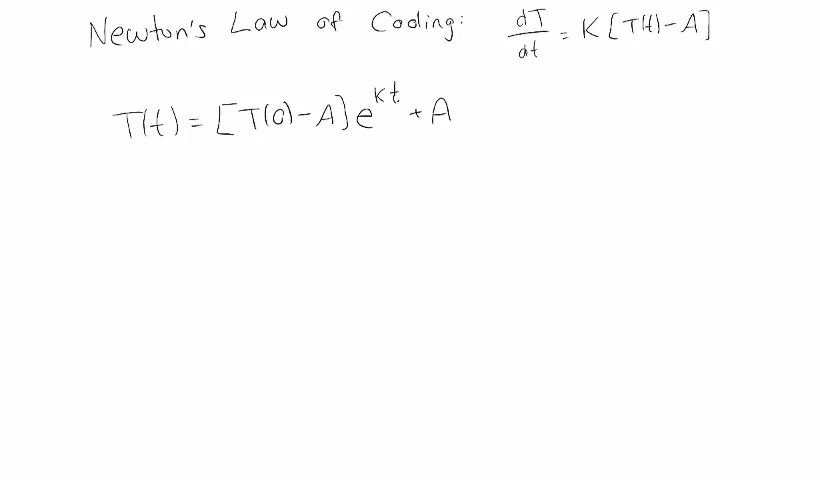 Newton's Law of Cooling: dT/dt = K[T(t) - A]
T(t) = [T(0) - A]e^{Kt} + A